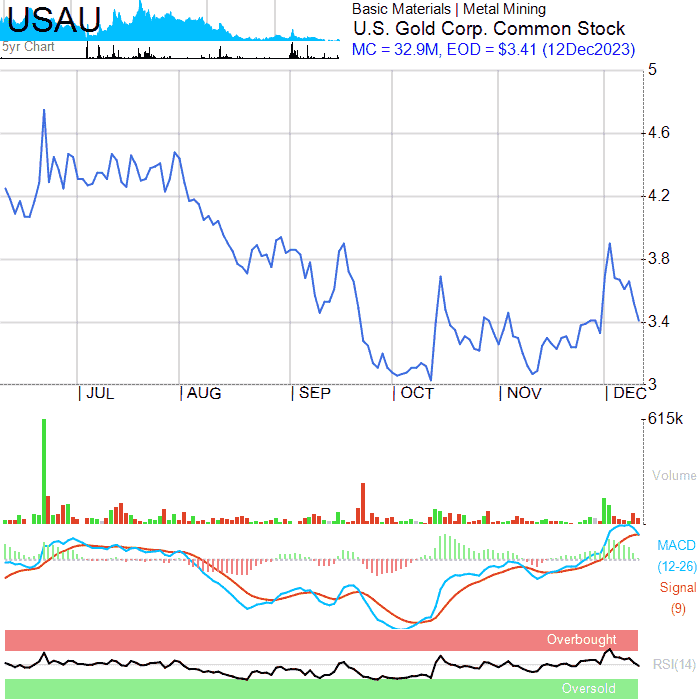 USAU
5yr Chart
Basic Materials | Metal Mining
U.S. Gold Corp. Common Stock
MC = 32.9M, EOD = $3.41 (12Dec2023)
5
4.6
4.2
3.8
3.4
3
JUL AUG SEP OCT NOV DEC
615k
Volume
MACD
(12-26)
Signal
(9)
Overbought
RSI(14)
Oversold